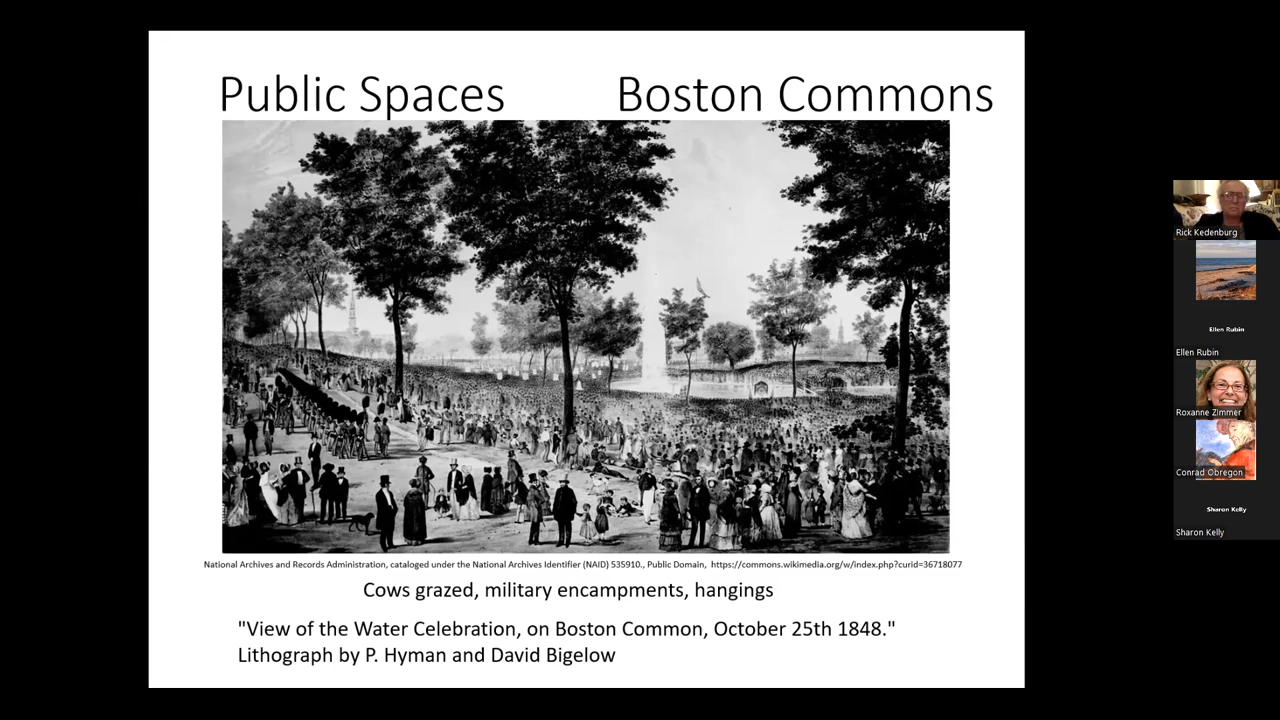 Public Spaces Boston Commons
National Archives and Records Administration, cataloged under the National Archives Identifier (NAID) 535910., Public Domain, https://commons.wikimedia.org/w/index.php?curid=36718077
Cows grazed, military encampments, hangings
"View of the Water Celebration, on Boston Common, October 25th 1848."
Lithograph by P. Hyman and David Bigelow
Rick Kedenburg
Ellen Rubin
Ellen Rubin
Roxanne Zimmer
Conrad Obregon
Sharon Kelly
Sharon Kelly